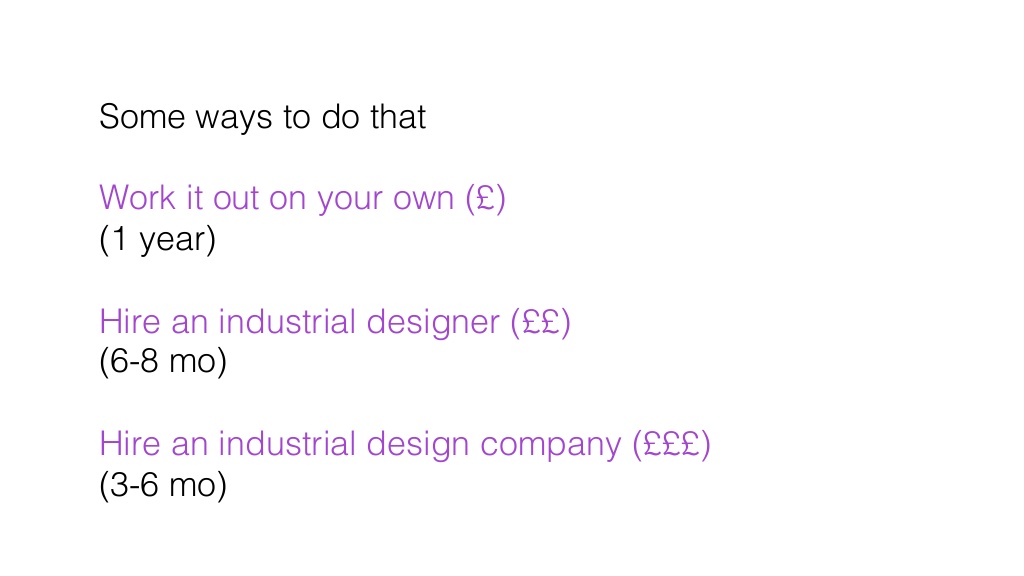 Some ways to do that
Work it out on your own (£)
(1 year)
Hire an industrial designer (££)
(6-8 mo)
Hire an industrial design company (£££)
(3-6 mo)